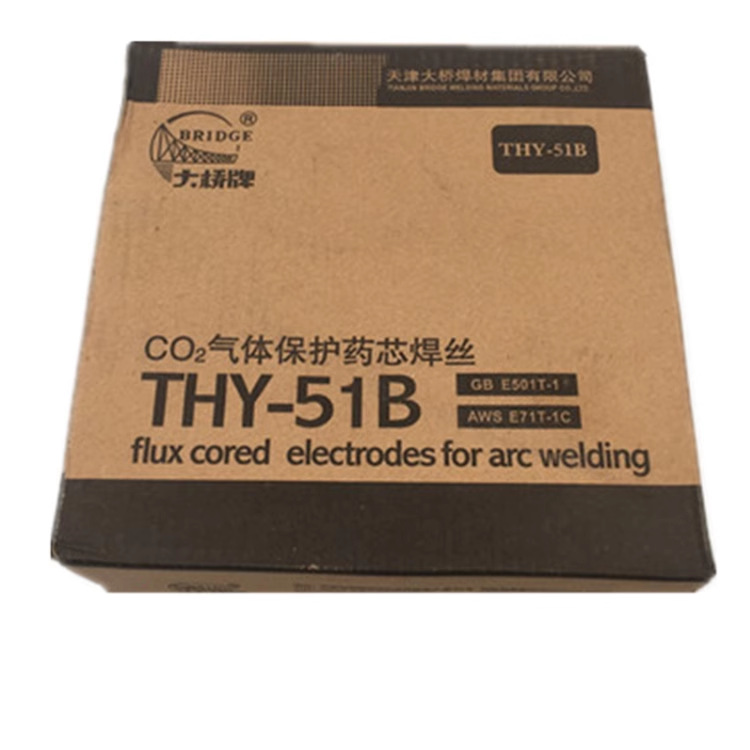 天津大桥焊材集团有限公司
TIANJIN BRIDGE WELDING MATERIALS GROUP CO.,LTD
BRIDGE®
大桥牌
THY-51B
CO₂气体保护药芯焊丝
THY-51B
GB E501T-1
AWS E71T-1C
flux cored electrodes for arc welding